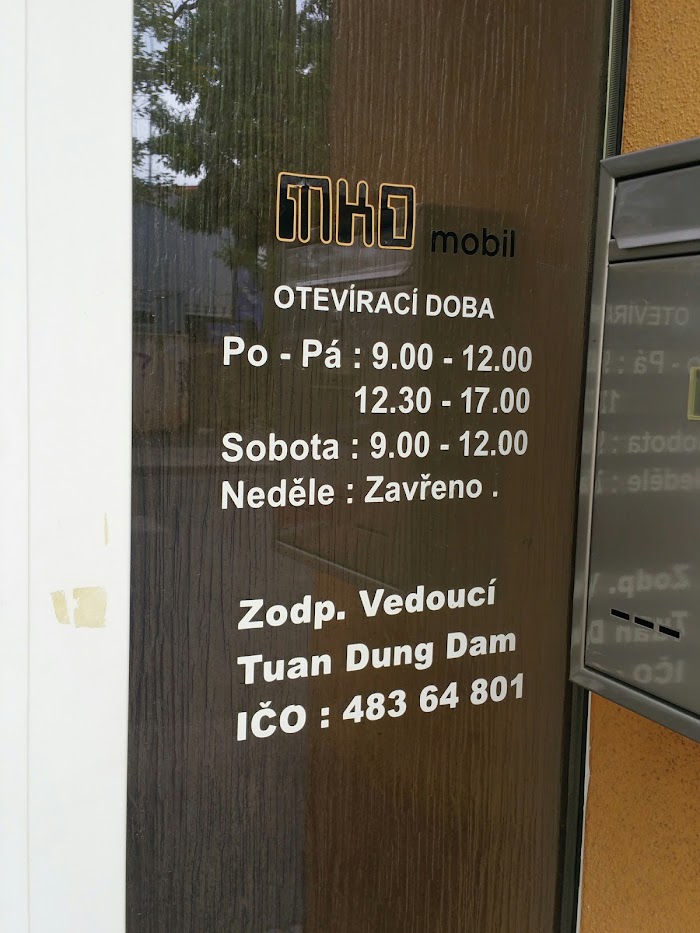 MKD mobil
OTEVÍRACÍ DOBA
Po - Pá : 9.00 - 12.00
12.30 - 17.00
Sobota : 9.00 - 12.00
Neděle : Zavřeno .
Zodp. Vedoucí
Tuan Dung Dam
IČO : 483 64 801